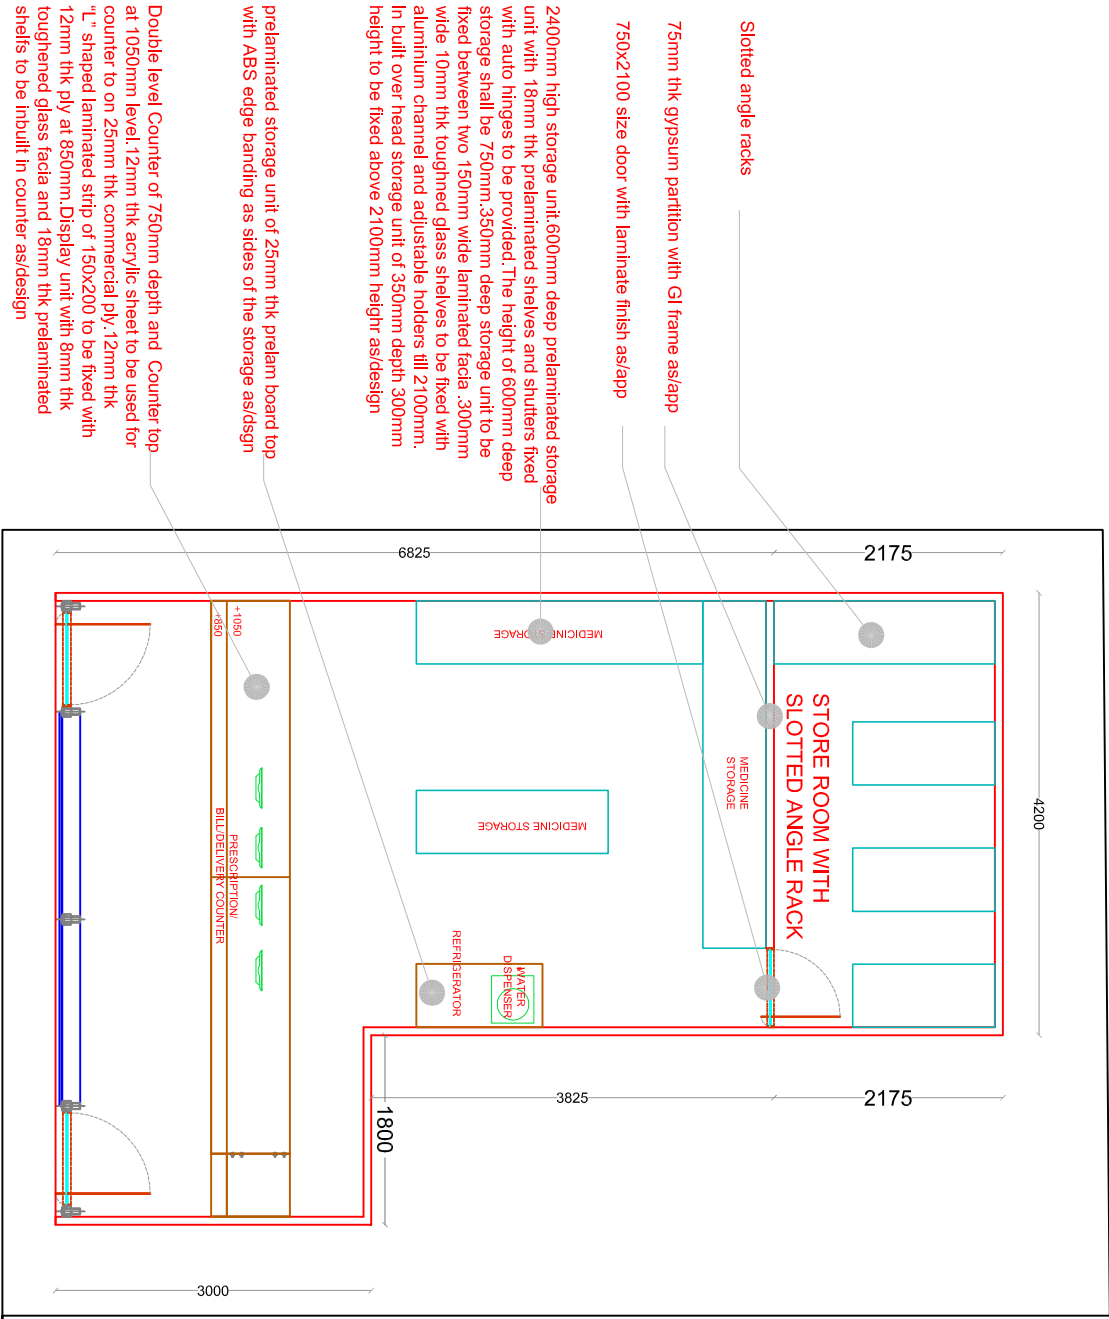 Slotted angle racks
75mm thk gypsum partition with GI frame as/app
750x2100 size door with laminate finish as/app
2400mm high storage unit.600mm deep prelaminated storage
unit with 18mm thk prelaminated shelves and shutters fixed
with auto hinges to be provided.The height of 600mm deep
storage shall be 750mm.350mm deep storage unit to be
fixed between two 150mm wide laminated facia .300mm
wide 10mm thk toughned glass shelves to be fixed with
aluminium channel and adjustable holders till 2100mm.
In built over head storage unit of 350mm depth 300mm
height to be fixed above 2100mm heighr as/design
prelaminated storage unit of 25mm thk prelam board top
with ABS edge banding as sides of the storage as/dsgn
Double level Counter of 750mm depth and Counter top
at 1050mm level.12mm thk acrylic sheet to be used for
counter to on 25mm thk commercial ply.12mm thk
"L" shaped laminated strip of 150x200 to be fixed with
12mm thk ply at 850mm.Display unit with 8mm thk
toughened glass facia and 18mm thk prelaminated
shelfs to be inbuilt in counter as/design
6825
2175
4200
STORE ROOM WITH
SLOTTED ANGLE RACK
MEDICINE
STORAGE
MEDICINE STORAGE
MEDICINE STORAGE
WATER
DISPENSER
REFRIGERATOR
+1050
+850
PRESCRIPTION/
BILL/DELIVERY COUNTER
3825
2175
1800
3000